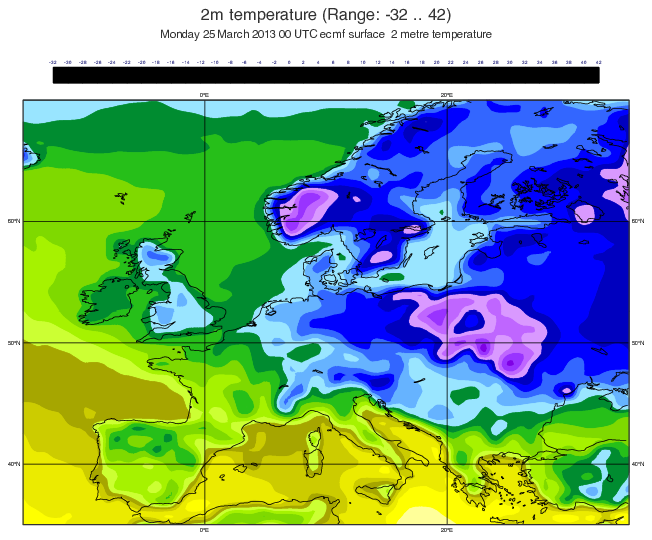 2m temperature (Range: -32 .. 42)
Monday 25 March 2013 00 UTC ecmf surface  2 metre temperature
-32 -30 -28 -26 -24 -22 -20 -18 -16 -14 -12 -10 -8 -6 -4 -2 0 2 4 6 8 10 12 14 16 18 20 22 24 26 28 30 32 34 36 38 40 42
0°E 20°E
60°N 60°N
50°N 50°N
40°N 40°N
0°E 20°E